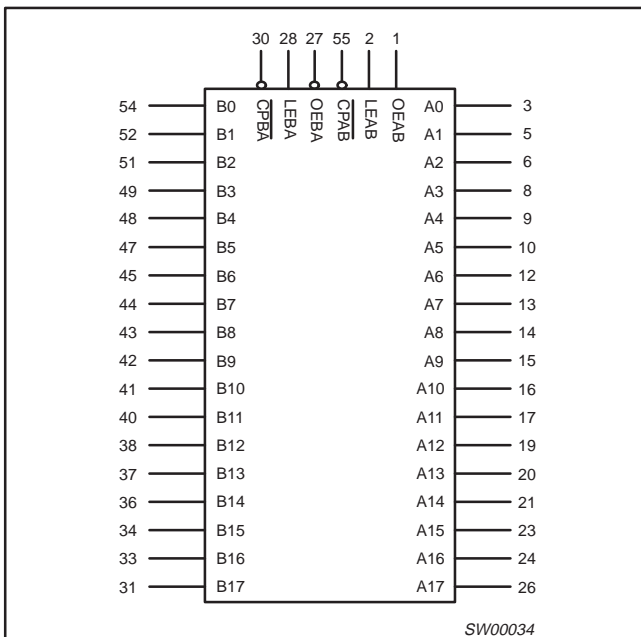 30 28 27 55 2 1
CPBA LEBA OEBA CPAB LEAB OEAB
54 B0 A0 3
52 B1 A1 5
51 B2 A2 6
49 B3 A3 8
48 B4 A4 9
47 B5 A5 10
45 B6 A6 12
44 B7 A7 13
43 B8 A8 14
42 B9 A9 15
41 B10 A10 16
40 B11 A11 17
38 B12 A12 19
37 B13 A13 20
36 B14 A14 21
34 B15 A15 23
33 B16 A16 24
31 B17 A17 26
SW00034